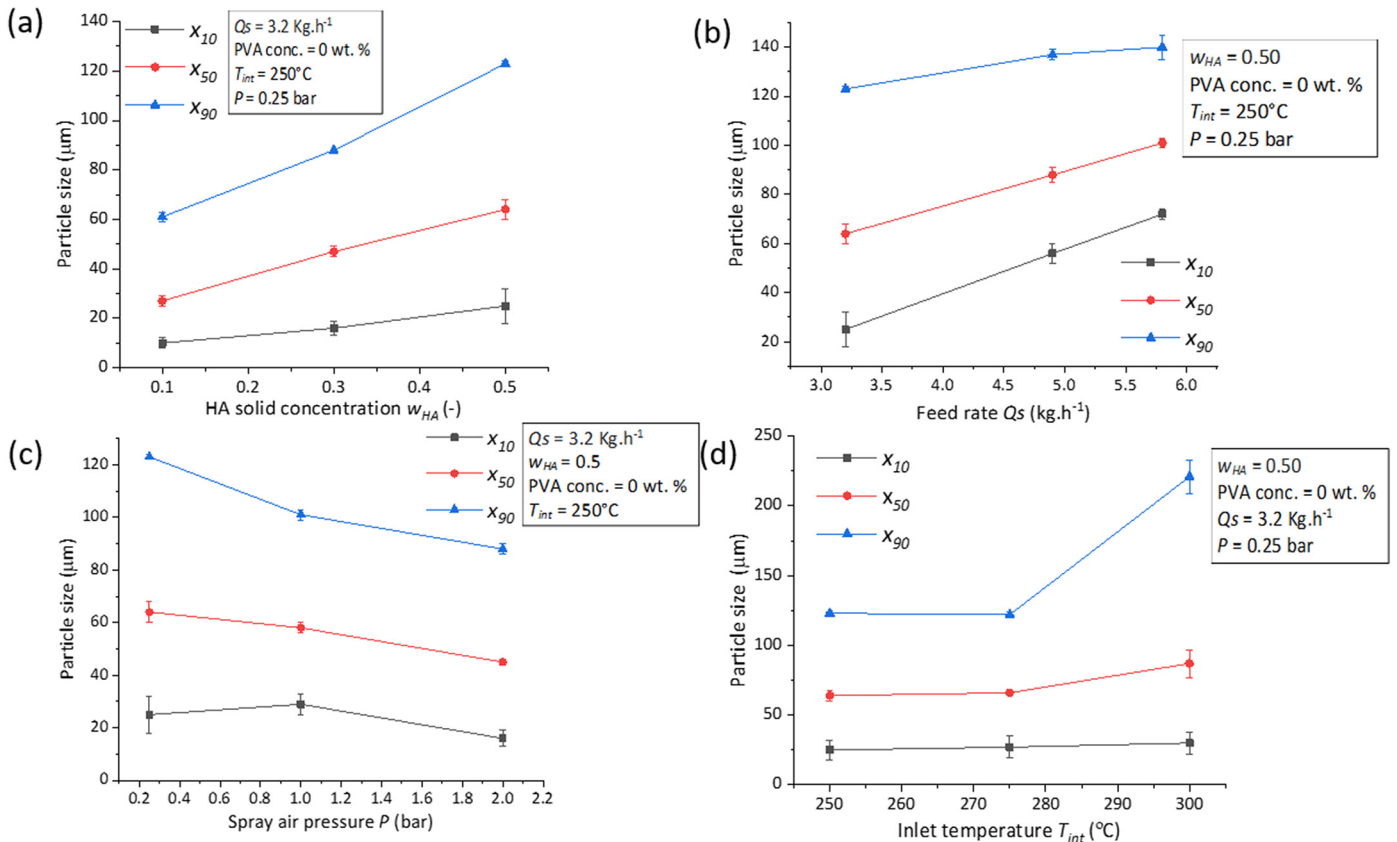 (a)
x10
x50
x90
Qs = 3.2 Kg.h-1
PVA conc. = 0 wt. %
Tint = 250°C
P = 0.25 bar
Particle size (µm)
140
120
100
80
60
40
20
0
0.1
0.2
0.3
0.4
0.5
HA solid concentration wHA (-)
(b)
wHA = 0.50
PVA conc. = 0 wt. %
Tint = 250°C
P = 0.25 bar
Particle size (µm)
140
120
100
80
60
40
20
x10
x50
x90
3.0
3.5
4.0
4.5
5.0
5.5
6.0
Feed rate Qs (kg.h-1)
(c)
x10
x50
x90
Qs = 3.2 Kg.h-1
wHA = 0.5
PVA conc. = 0 wt. %
Tint = 250°C
Particle size (µm)
120
100
80
60
40
20
0
0.2
0.4
0.6
0.8
1.0
1.2
1.4
1.6
1.8
2.0
2.2
Spray air pressure P (bar)
(d)
x10
x50
x90
wHA = 0.50
PVA conc. = 0 wt. %
Qs = 3.2 Kg.h-1
P = 0.25 bar
Particle size (µm)
250
200
150
100
50
0
250
260
270
280
290
300
Inlet temperature Tint (°C)